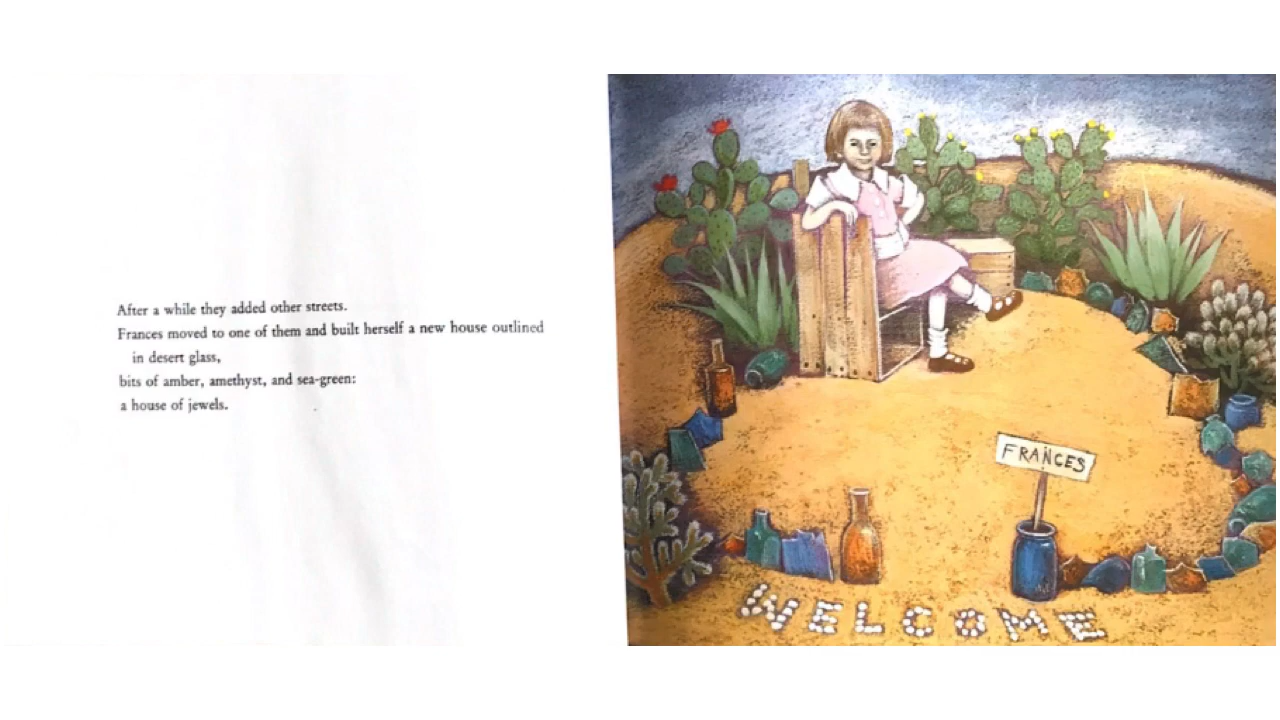 After a while they added other streets.
Frances moved to one of them and built herself a new house outlined
in desert glass,
bits of amber, amethyst, and sea-green:
a house of jewels.
FRANCES
WELCOME